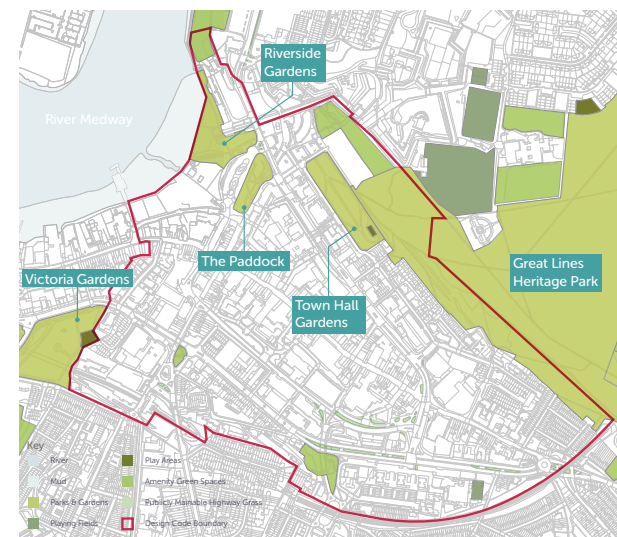 Riverside
Gardens
River Medway
The Paddock
Victoria Gardens
Great Lines
Heritage Park
Town Hall
Gardens
Key
River
Mud
Parks & Gardens
Playing Fields
Play Areas
Amenity Green Spaces
Publicly Mainable Highway Grass
Design Code Boundary